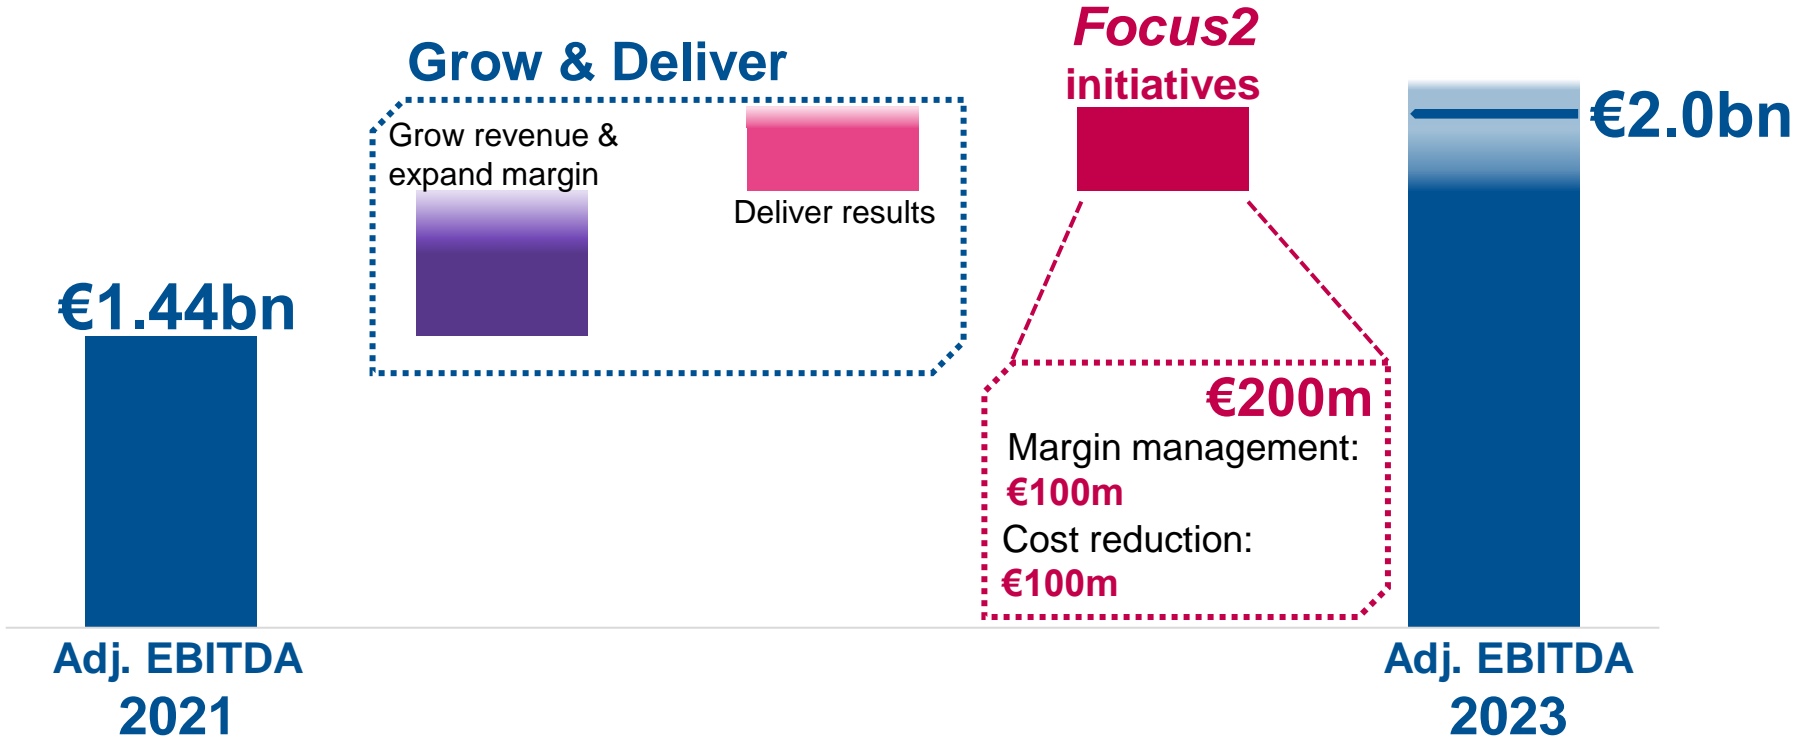 Grow & Deliver
Grow revenue &
expand margin
Deliver results
Focus2
initiatives
€2.0bn
€1.44bn
€200m
Margin management:
€100m
Cost reduction:
€100m
Adj. EBITDA
2021
Adj. EBITDA
2023